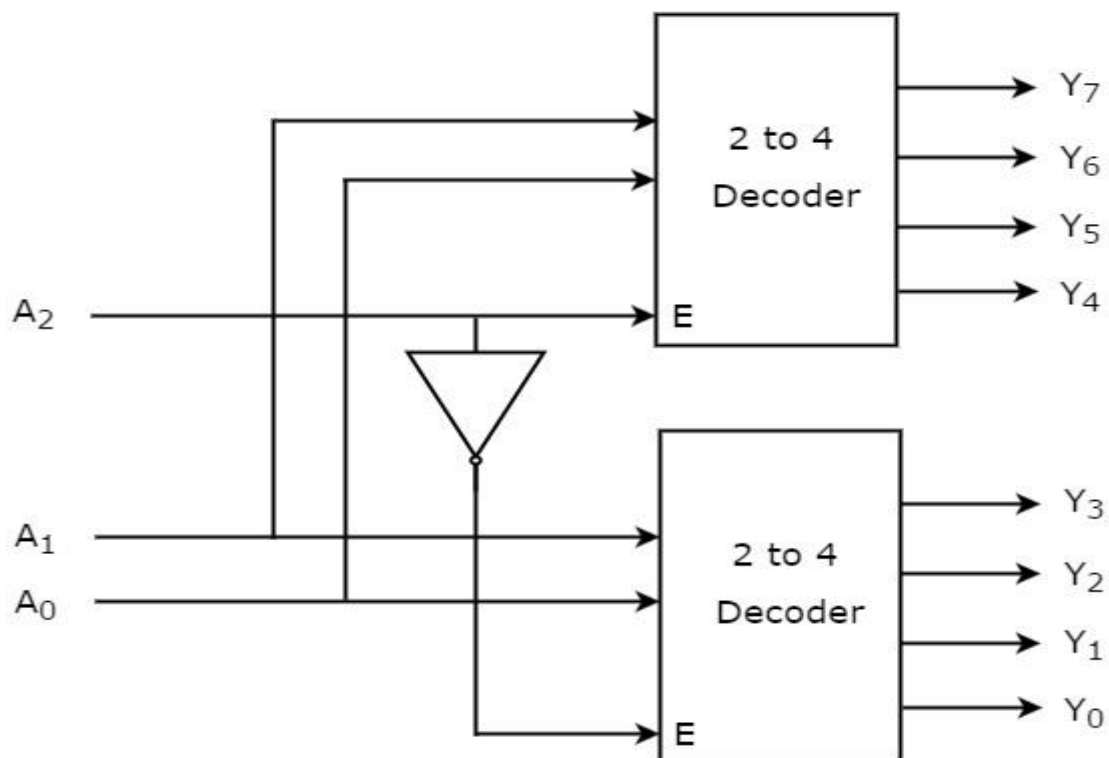 Y₇
2 to 4
Y₆
Decoder
Y₅
Y₄
A₂
E
Y₃
A₁
2 to 4
Y₂
A₀
Decoder
Y₁
Y₀
E